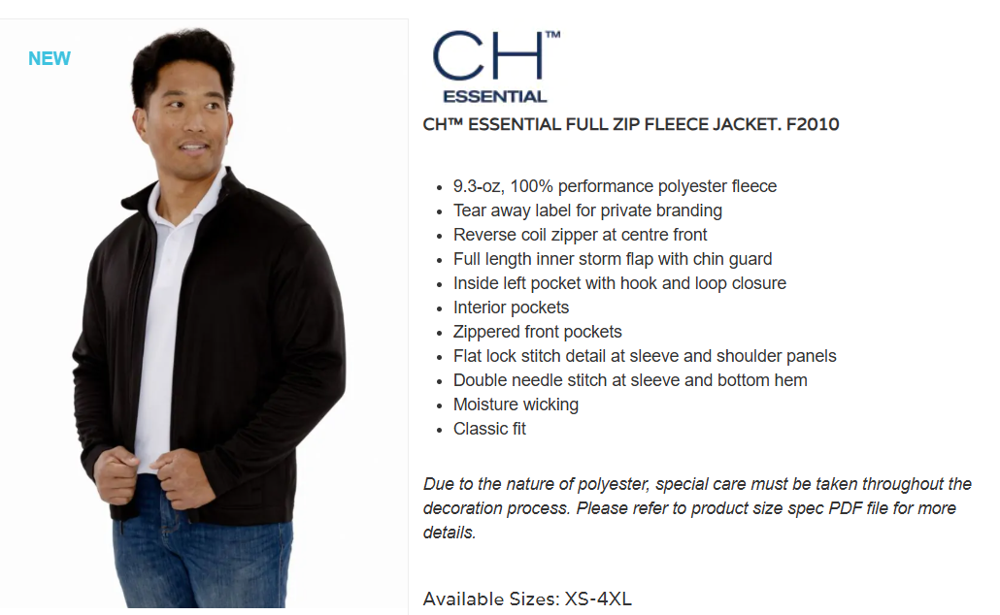 NEW
CH™
ESSENTIAL
CH™ ESSENTIAL FULL ZIP FLEECE JACKET. F2010
• 9.3-oz, 100% performance polyester fleece
• Tear away label for private branding
• Reverse coil zipper at centre front
• Full length inner storm flap with chin guard
• Inside left pocket with hook and loop closure
• Interior pockets
• Zippered front pockets
• Flat lock stitch detail at sleeve and shoulder panels
• Double needle stitch at sleeve and bottom hem
• Moisture wicking
• Classic fit
Due to the nature of polyester, special care must be taken throughout the
decoration process. Please refer to product size spec PDF file for more
details.
Available Sizes: XS-4XL